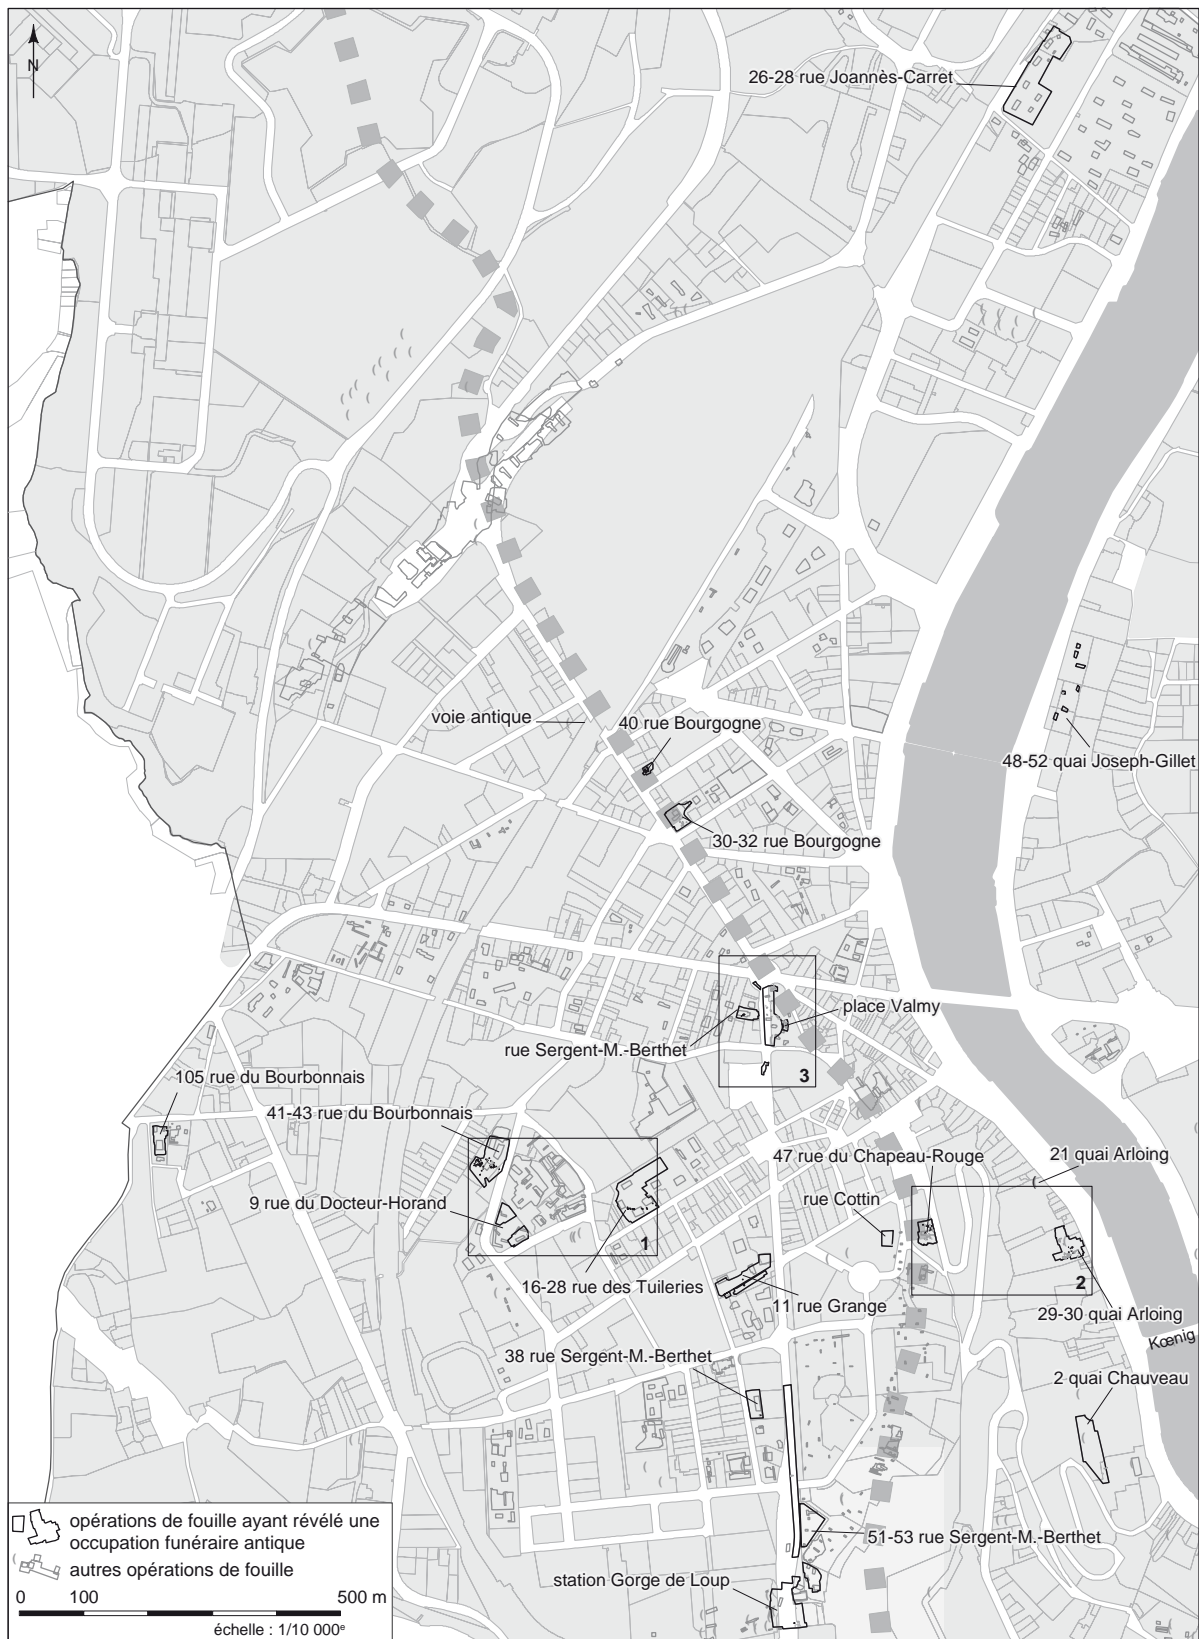 N
26-28 rue Joannès-Carret
voie antique
40 rue Bourgogne
48-52 quai Joseph-Gillet
30-32 rue Bourgogne
place Valmy
rue Sergent-M.-Berthet
3
105 rue du Bourbonnais
41-43 rue du Bourbonnais
47 rue du Chapeau-Rouge
21 quai Arloing
9 rue du Docteur-Horand
rue Cottin
1
2
16-28 rue des Tuileries
11 rue Grange
29-30 quai Arloing
Kœnig
38 rue Sergent-M.-Berthet
2 quai Chauveau
opérations de fouille ayant révélé une
occupation funéraire antique
51-53 rue Sergent-M.-Berthet
autres opérations de fouille
station Gorge de Loup
0 100 500 m
échelle : 1/10 000e